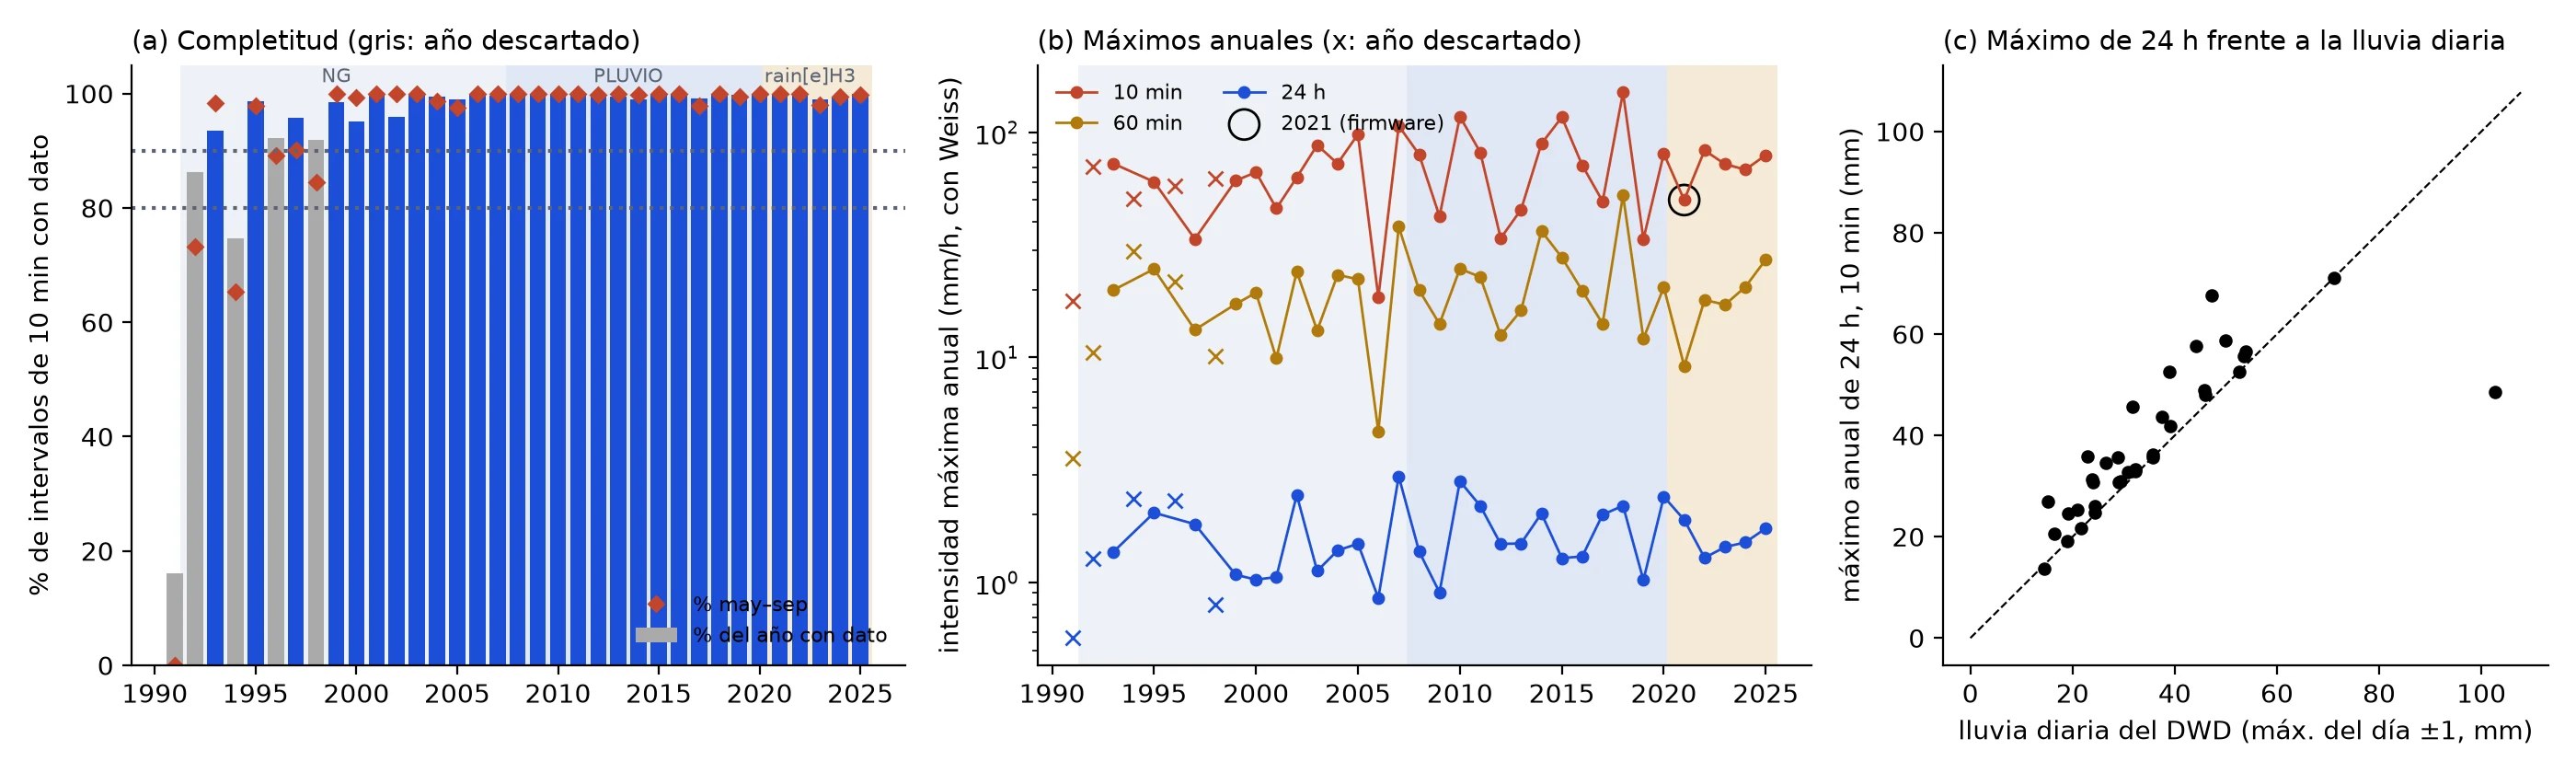 (a) Completitud (gris: año descartado)
% de intervalos de 10 min con dato
100
80
60
40
20
0
NG
PLUVIO
rain[e]H3
% may–sep
% del año con dato
1990
1995
2000
2005
2010
2015
2020
2025
(b) Máximos anuales (x: año descartado)
intensidad máxima anual (mm/h, con Weiss)
10²
10¹
10⁰
10 min
60 min
24 h
2021 (firmware)
1990
1995
2000
2005
2010
2015
2020
2025
(c) Máximo de 24 h frente a la lluvia diaria
máximo anual de 24 h, 10 min (mm)
100
80
60
40
20
0
0
20
40
60
80
100
lluvia diaria del DWD (máx. del día ±1, mm)